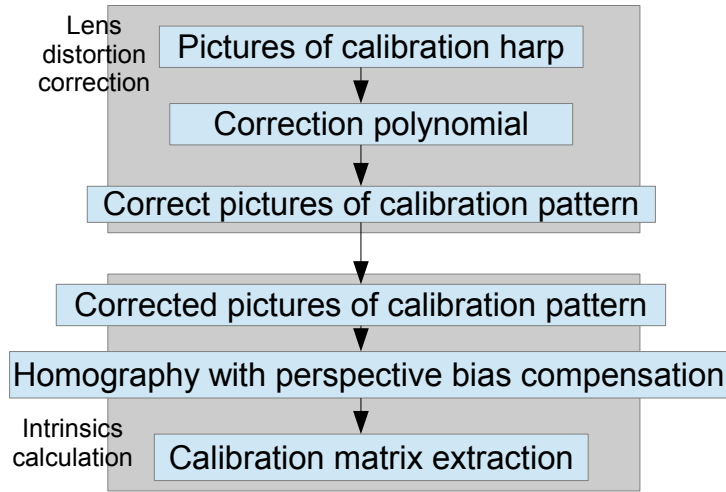 Lens
distortion
correction
Pictures of calibration harp
Correction polynomial
Correct pictures of calibration pattern
Corrected pictures of calibration pattern
Homography with perspective bias compensation
Intrinsics
calculation
Calibration matrix extraction